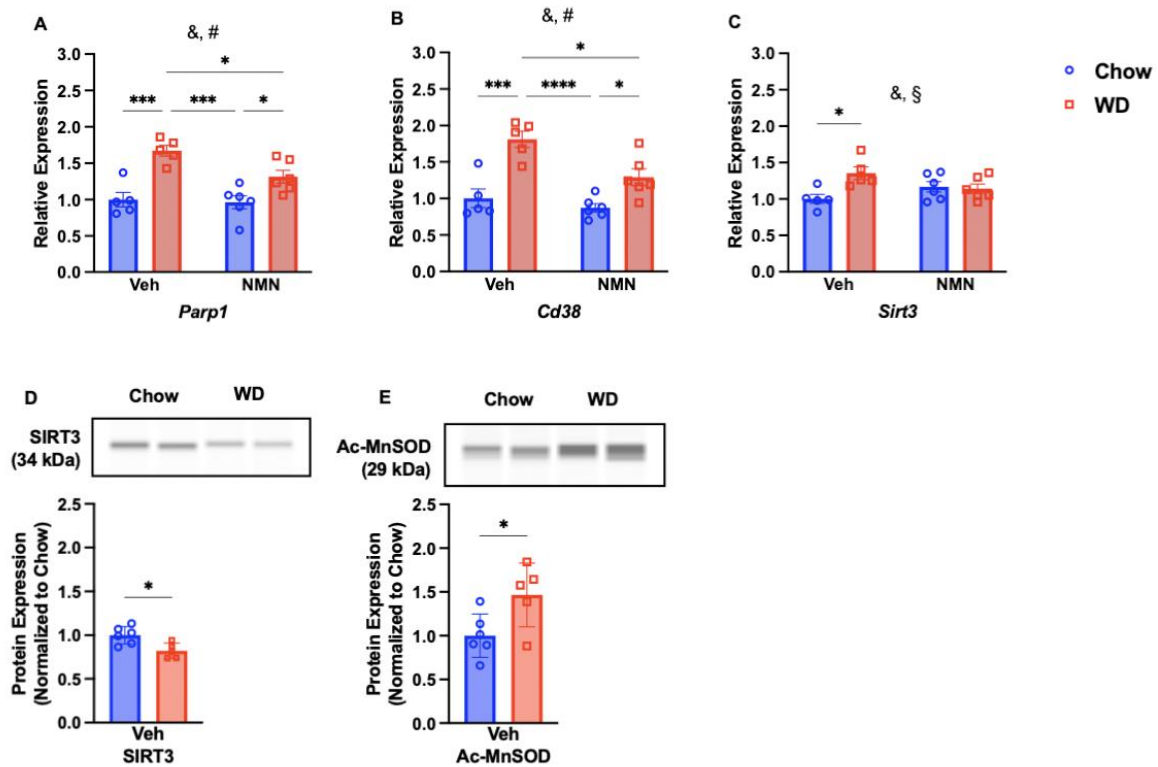 A
&, #
*
***
***
*
3.0
2.5
2.0
1.5
1.0
0.5
0.0
Relative Expression
Veh
NMN
Parp1
B
&, #
*
***
****
*
3.0
2.5
2.0
1.5
1.0
0.5
0.0
Relative Expression
Veh
NMN
Cd38
C
&, §
*
3.0
2.5
2.0
1.5
1.0
0.5
0.0
Relative Expression
Veh
NMN
Sirt3
Chow
WD
D
Chow
WD
SIRT3
(34 kDa)
2.5
2.0
1.5
1.0
0.5
0.0
Protein Expression
(Normalized to Chow)
*
Veh
SIRT3
E
Chow
WD
Ac-MnSOD
(29 kDa)
2.5
2.0
1.5
1.0
0.5
0.0
Protein Expression
(Normalized to Chow)
*
Veh
Ac-MnSOD